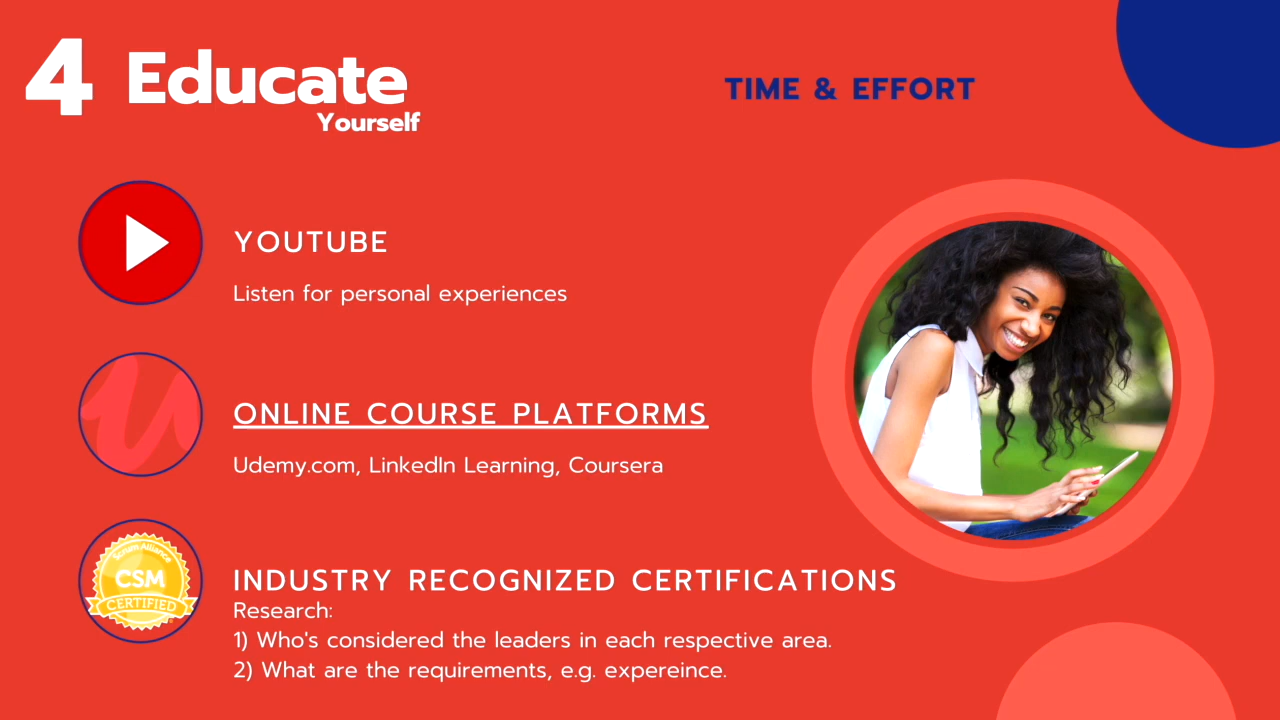 4 Educate
Yourself
TIME & EFFORT
YOUTUBE
Listen for personal experiences
ONLINE COURSE PLATFORMS
Udemy.com, LinkedIn Learning, Coursera
Scrum Alliance
CSM
CERTIFIED
INDUSTRY RECOGNIZED CERTIFICATIONS
Research:
1) Who's considered the leaders in each respective area.
2) What are the requirements, e.g. expereince.